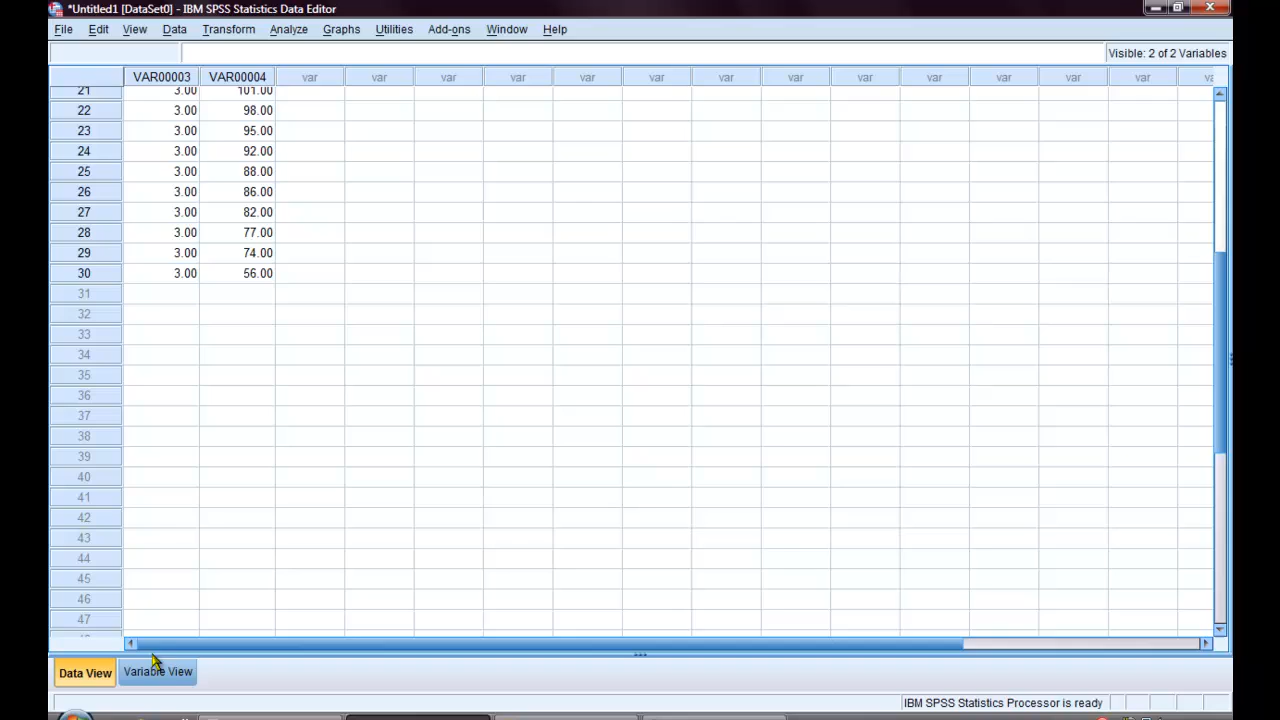 *Untitled1 [DataSet0] - IBM SPSS Statistics Data Editor
File Edit View Data Transform Analyze Graphs Utilities Add-ons Window Help
Visible: 2 of 2 Variables
VAR00003 VAR00004 var var var var var var var var var var var var var
21 3.00 101.00
22 3.00 98.00
23 3.00 95.00
24 3.00 92.00
25 3.00 88.00
26 3.00 86.00
27 3.00 82.00
28 3.00 77.00
29 3.00 74.00
30 3.00 56.00
31
32
33
34
35
36
37
38
39
40
41
42
43
44
45
46
47
Data View Variable View
IBM SPSS Statistics Processor is ready